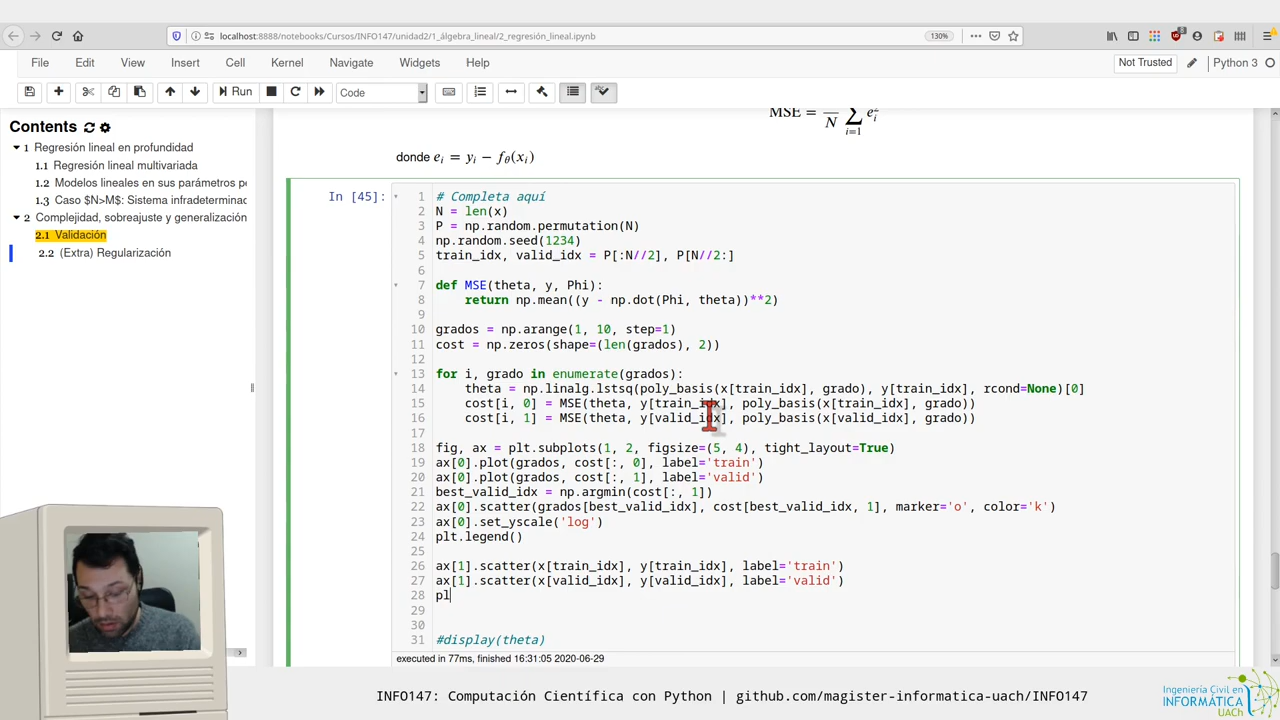 localhost:8888/notebooks/Cursos/INFO147/unidad2/1_álgebra_lineal/2_regresión_lineal.ipynb
130%
File Edit View Insert Cell Kernel Navigate Widgets Help
Not Trusted
Python 3
Run
Code
Contents
1 Regresión lineal en profundidad
1.1 Regresión lineal multivariada
1.2 Modelos lineales en sus parámetros p
1.3 Caso $N>M$: Sistema infradeterminac
2 Complejidad, sobreajuste y generalización
2.1 Validación
2.2 (Extra) Regularización
MSE = N ∑ i=1 e_i^2
donde e_i = y_i − f_θ(x_i)
In [45]:
1 # Completa aquí
2 N = len(x)
3 P = np.random.permutation(N)
4 np.random.seed(1234)
5 train_idx, valid_idx = P[:N//2], P[N//2:]
6
7 def MSE(theta, y, Phi):
8     return np.mean((y - np.dot(Phi, theta))**2)
9
10 grados = np.arange(1, 10, step=1)
11 cost = np.zeros(shape=(len(grados), 2))
12
13 for i, grado in enumerate(grados):
14     theta = np.linalg.lstsq(poly_basis(x[train_idx], grado), y[train_idx], rcond=None)[0]
15     cost[i, 0] = MSE(theta, y[train_idx], poly_basis(x[train_idx], grado))
16     cost[i, 1] = MSE(theta, y[valid_idx], poly_basis(x[valid_idx], grado))
17
18 fig, ax = plt.subplots(1, 2, figsize=(5, 4), tight_layout=True)
19 ax[0].plot(grados, cost[:, 0], label='train')
20 ax[0].plot(grados, cost[:, 1], label='valid')
21 best_valid_idx = np.argmin(cost[:, 1])
22 ax[0].scatter(grados[best_valid_idx], cost[best_valid_idx, 1], marker='o', color='k')
23 ax[0].set_yscale('log')
24 plt.legend()
25
26 ax[1].scatter(x[train_idx], y[train_idx], label='train')
27 ax[1].scatter(x[valid_idx], y[valid_idx], label='valid')
28 pl
29
30
31 #display(theta)
executed in 77ms, finished 16:31:05 2020-06-29
INFO147: Computación Científica con Python | github.com/magister-informatica-uach/INFO147
Ingeniería Civil en
INFORMÁTICA
UACh